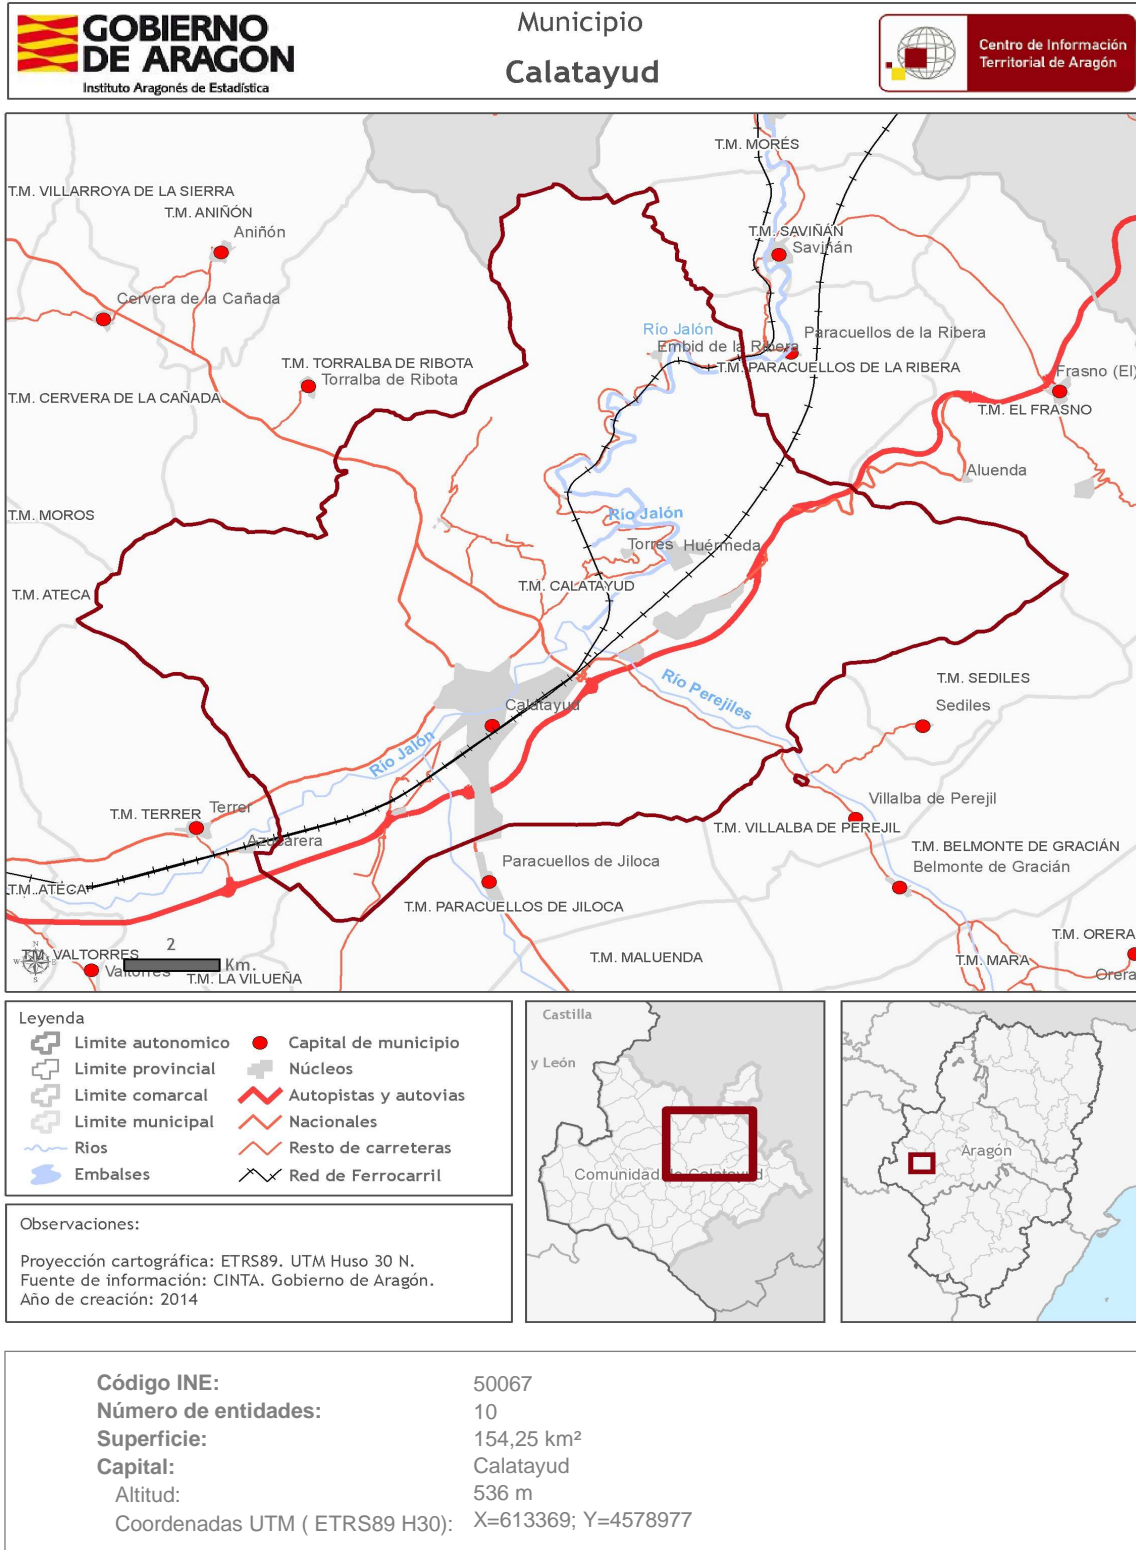 GOBIERNO
DE ARAGON
Instituto Aragonés de Estadística
Municipio
Calatayud
Centro de Información
Territorial de Aragón
T.M. MORÉS
T.M. VILLARROYA DE LA SIERRA
T.M. ANIÑÓN
Aniñón
T.M. SAVIÑÁN
Saviñán
Cervera de la Cañada
Río Jalón
Paracuellos de la Ribera
Embid de la Ribera
T.M. TORRALBA DE RIBOTA
Torralba de Ribota
T.M. PARACUELLOS DE LA RIBERA
Frasno (El)
T.M. CERVERA DE LA CAÑADA
T.M. EL FRASNO
Aluenda
T.M. MOROS
Río Jalón
Torres
Huérmeda
T.M. CALATAYUD
T.M. ATECA
Río Perejiles
T.M. SEDILES
Sediles
Calatayud
Río Jalón
Villalba de Perejil
T.M. TERRER
Terrer
T.M. VILLALBA DE PEREJIL
Azucarera
T.M. BELMONTE DE GRACIÁN
Belmonte de Gracián
Paracuellos de Jiloca
T.M. ATECA
T.M. PARACUELLOS DE JILOCA
T.M. ORERA
T.M. VALTORRES
Valtorres
T.M. LA VILUEÑA
T.M. MALUENDA
T.M. MARA
Orera
N
W
E
S
2
Km.
Leyenda
Limite autonomico
Capital de municipio
Limite provincial
Núcleos
Limite comarcal
Autopistas y autovias
Limite municipal
Nacionales
Rios
Resto de carreteras
Embalses
Red de Ferrocarril
Observaciones:
Proyección cartográfica: ETRS89. UTM Huso 30 N.
Fuente de información: CINTA. Gobierno de Aragón.
Año de creación: 2014
Castilla
y León
Comunidad de Calatayud
Aragón
Código INE: 50067
Número de entidades: 10
Superficie: 154,25 km²
Capital: Calatayud
Altitud: 536 m
Coordenadas UTM ( ETRS89 H30): X=613369; Y=4578977